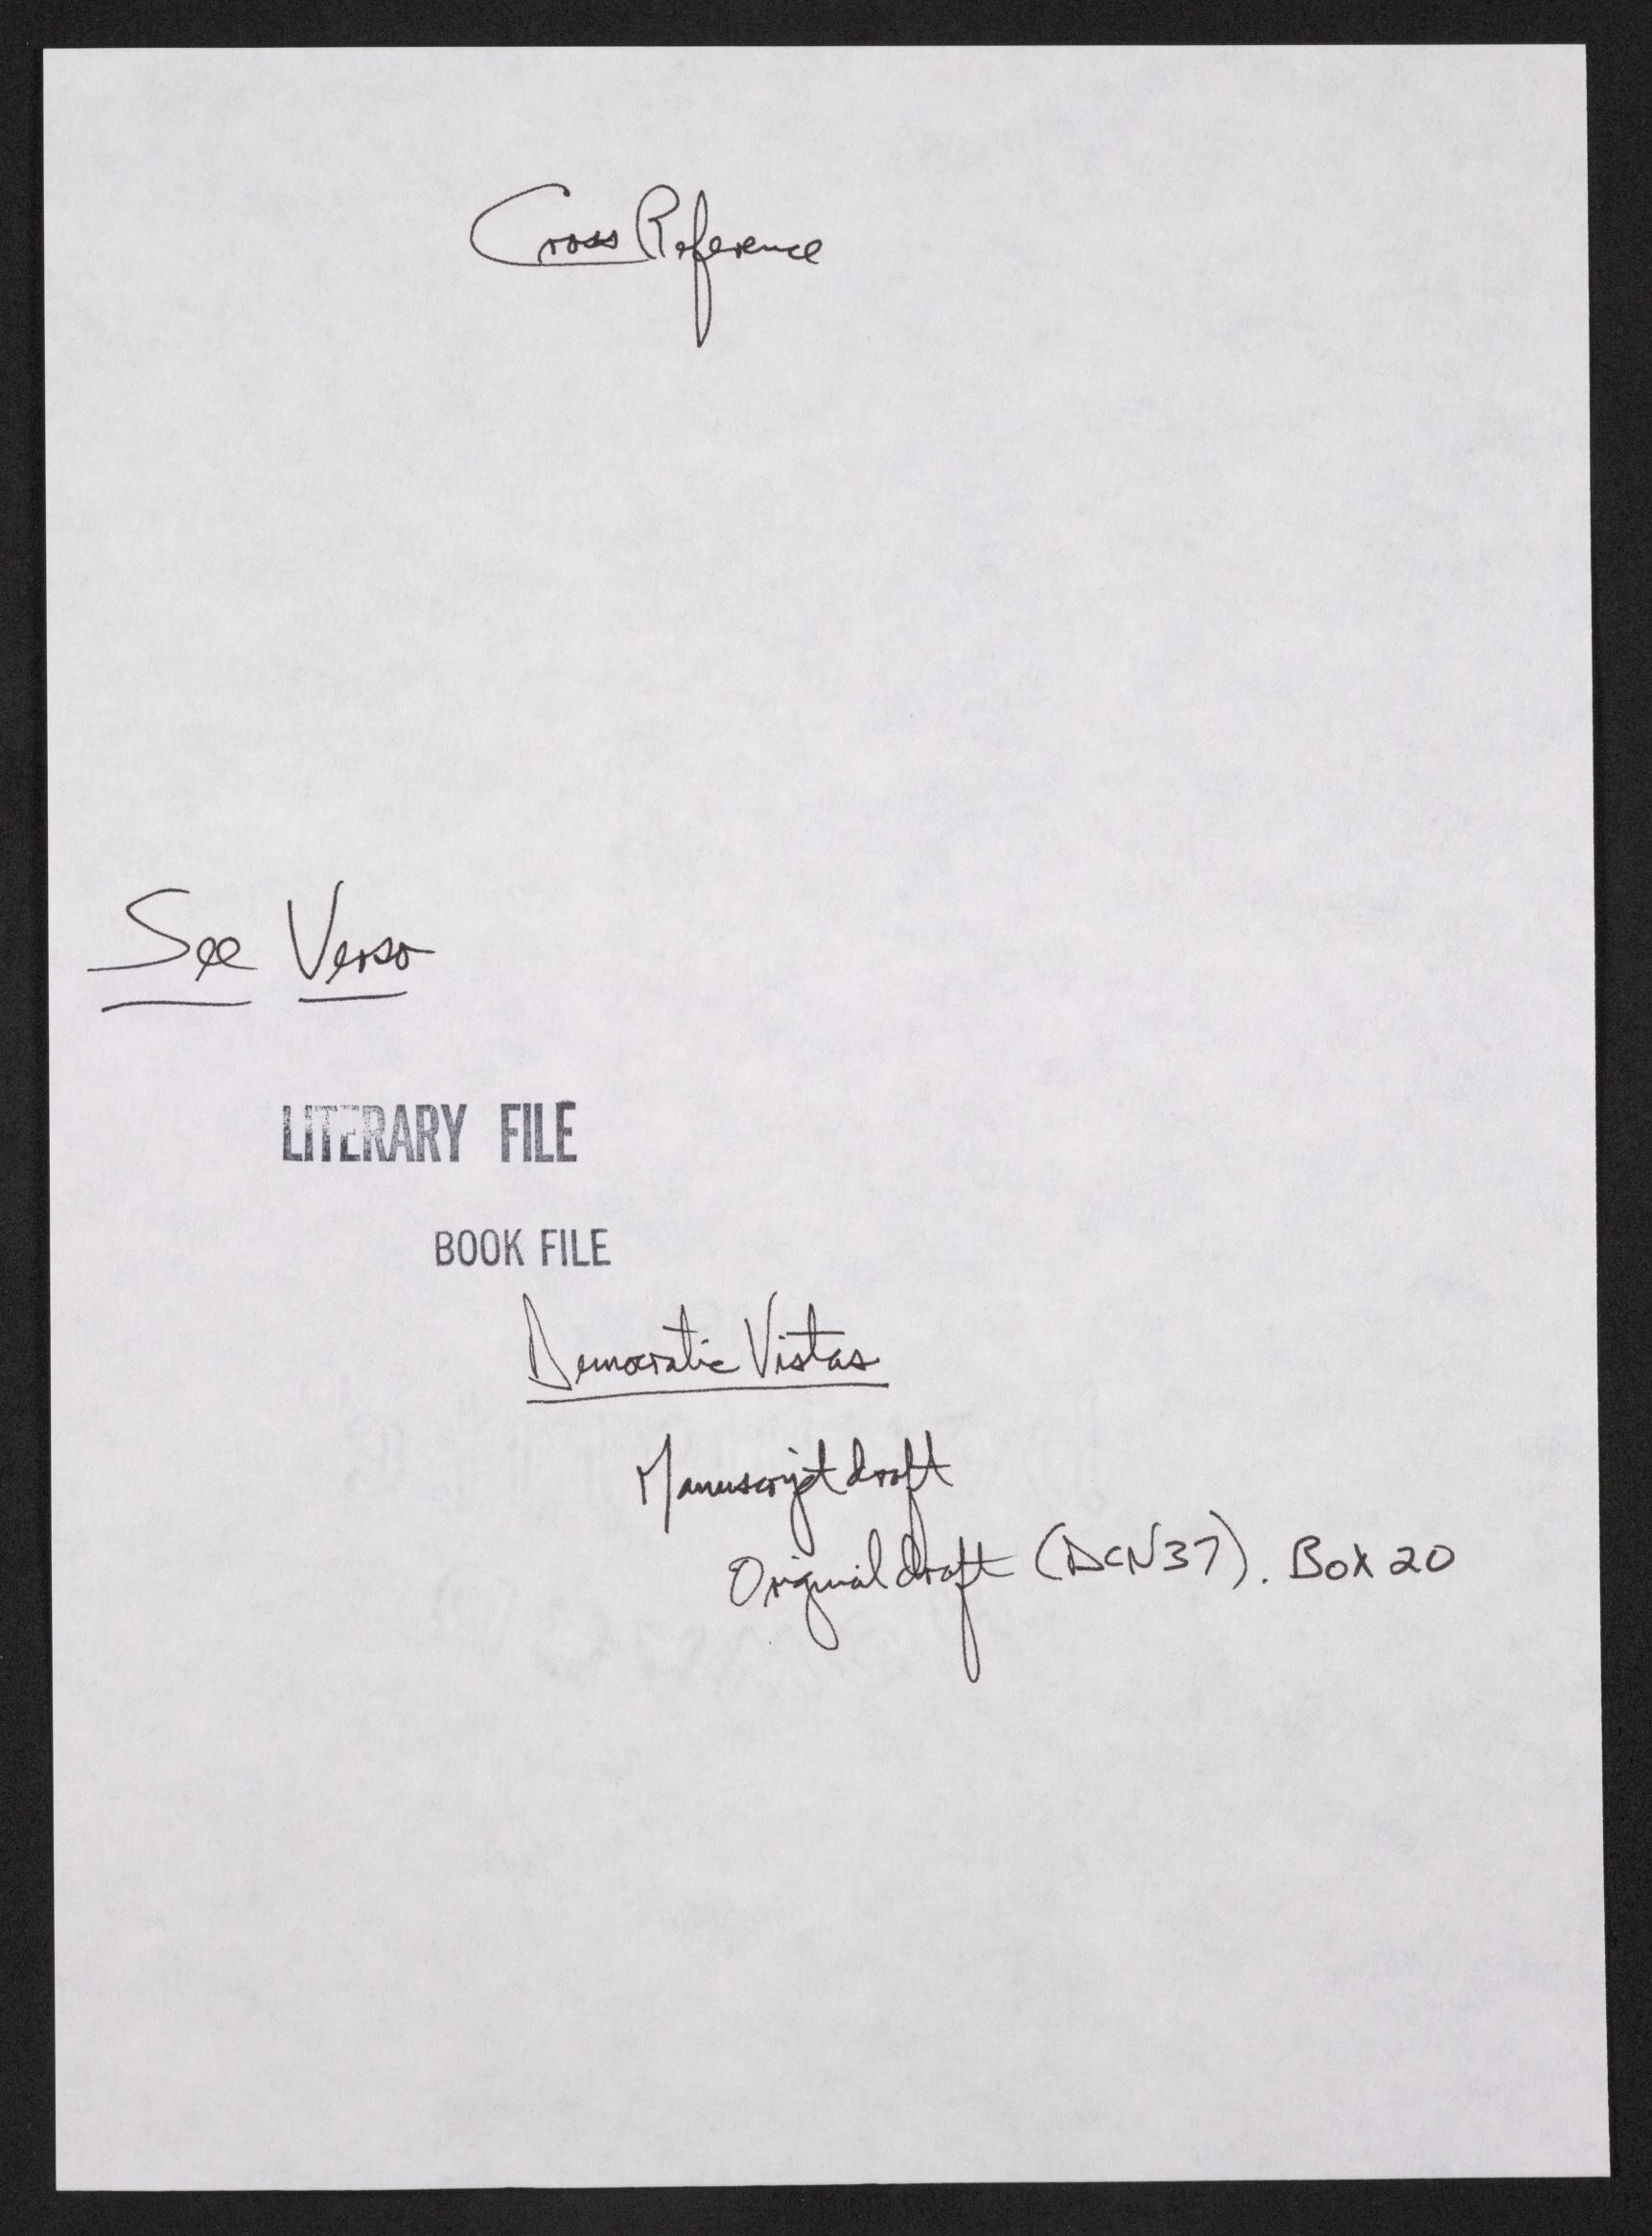 Cross Reference
See Verso
LITERARY FILE
BOOK FILE
Democratic Vistas
Manuscript draft
Original draft (DCN37). Box 20